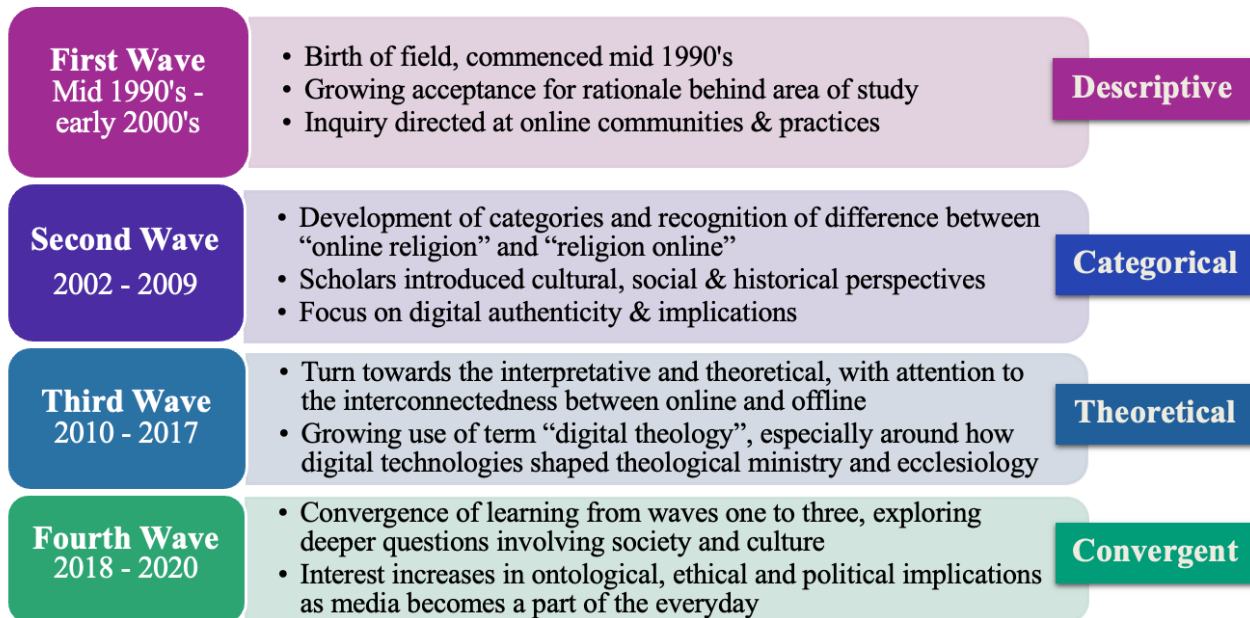 First Wave
Mid 1990's -
early 2000's
• Birth of field, commenced mid 1990's
• Growing acceptance for rationale behind area of study
• Inquiry directed at online communities & practices
Descriptive
Second Wave
2002 - 2009
• Development of categories and recognition of difference between
“online religion” and “religion online”
• Scholars introduced cultural, social & historical perspectives
• Focus on digital authenticity & implications
Categorical
Third Wave
2010 - 2017
• Turn towards the interpretative and theoretical, with attention to
the interconnectedness between online and offline
• Growing use of term “digital theology”, especially around how
digital technologies shaped theological ministry and ecclesiology
Theoretical
Fourth Wave
2018 - 2020
• Convergence of learning from waves one to three, exploring
deeper questions involving society and culture
• Interest increases in ontological, ethical and political implications
as media becomes a part of the everyday
Convergent